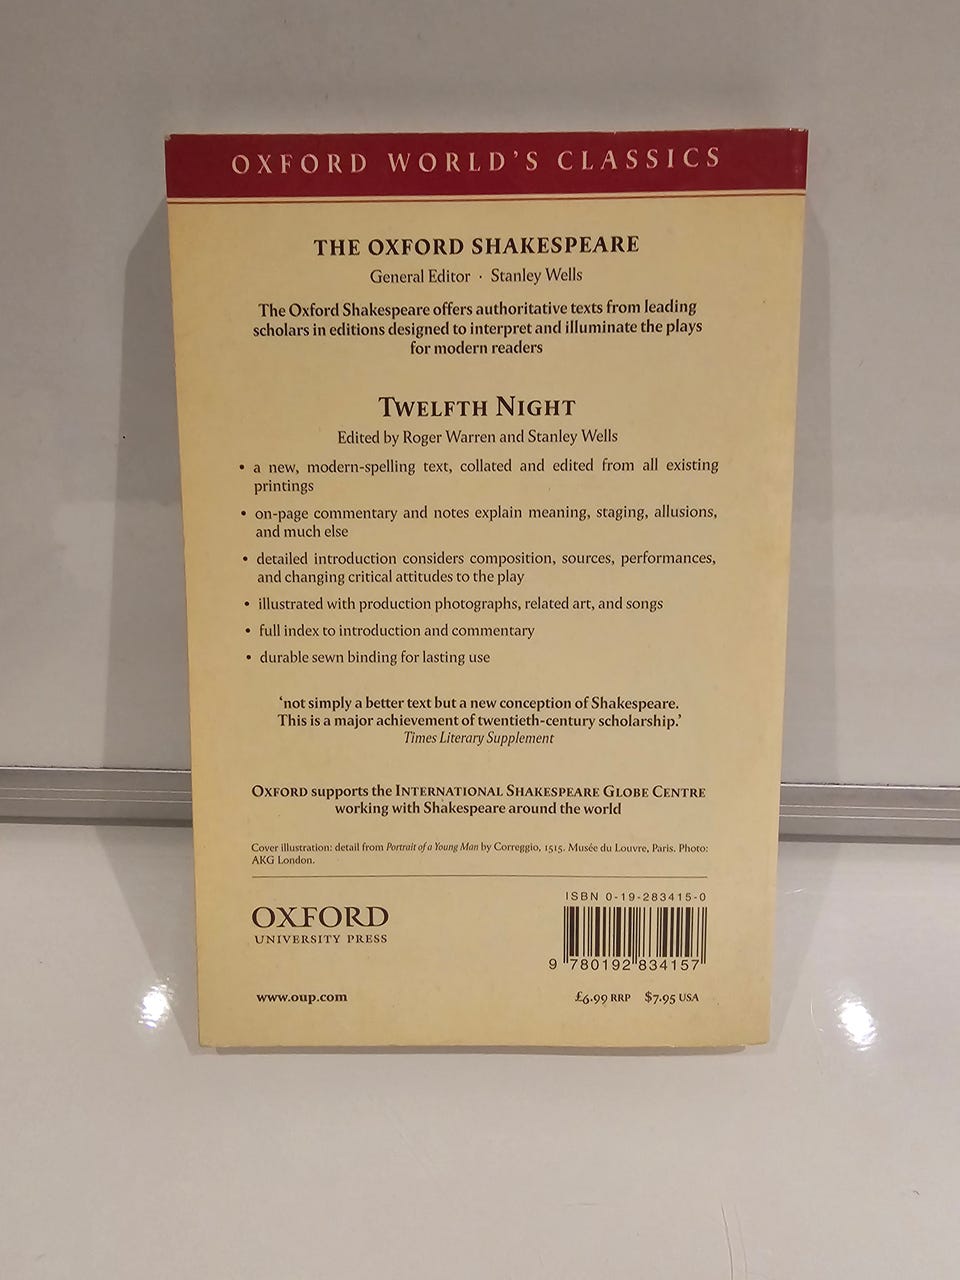 OXFORD WORLD'S CLASSICS
THE OXFORD SHAKESPEARE
General Editor · Stanley Wells
The Oxford Shakespeare offers authoritative texts from leading
scholars in editions designed to interpret and illuminate the plays
for modern readers
TWELFTH NIGHT
Edited by Roger Warren and Stanley Wells
• a new, modern-spelling text, collated and edited from all existing
printings
• on-page commentary and notes explain meaning, staging, allusions,
and much else
• detailed introduction considers composition, sources, performances,
and changing critical attitudes to the play
• illustrated with production photographs, related art, and songs
• full index to introduction and commentary
• durable sewn binding for lasting use
'not simply a better text but a new conception of Shakespeare.
This is a major achievement of twentieth-century scholarship.'
Times Literary Supplement
OXFORD supports the INTERNATIONAL SHAKESPEARE GLOBE CENTRE
working with Shakespeare around the world
Cover illustration: detail from Portrait of a Young Man by Correggio, 1515. Musée du Louvre, Paris. Photo:
AKG London.
OXFORD
UNIVERSITY PRESS
www.oup.com
ISBN 0-19-283415-0
9 780192 834157
£6.99 RRP $7.95 USA